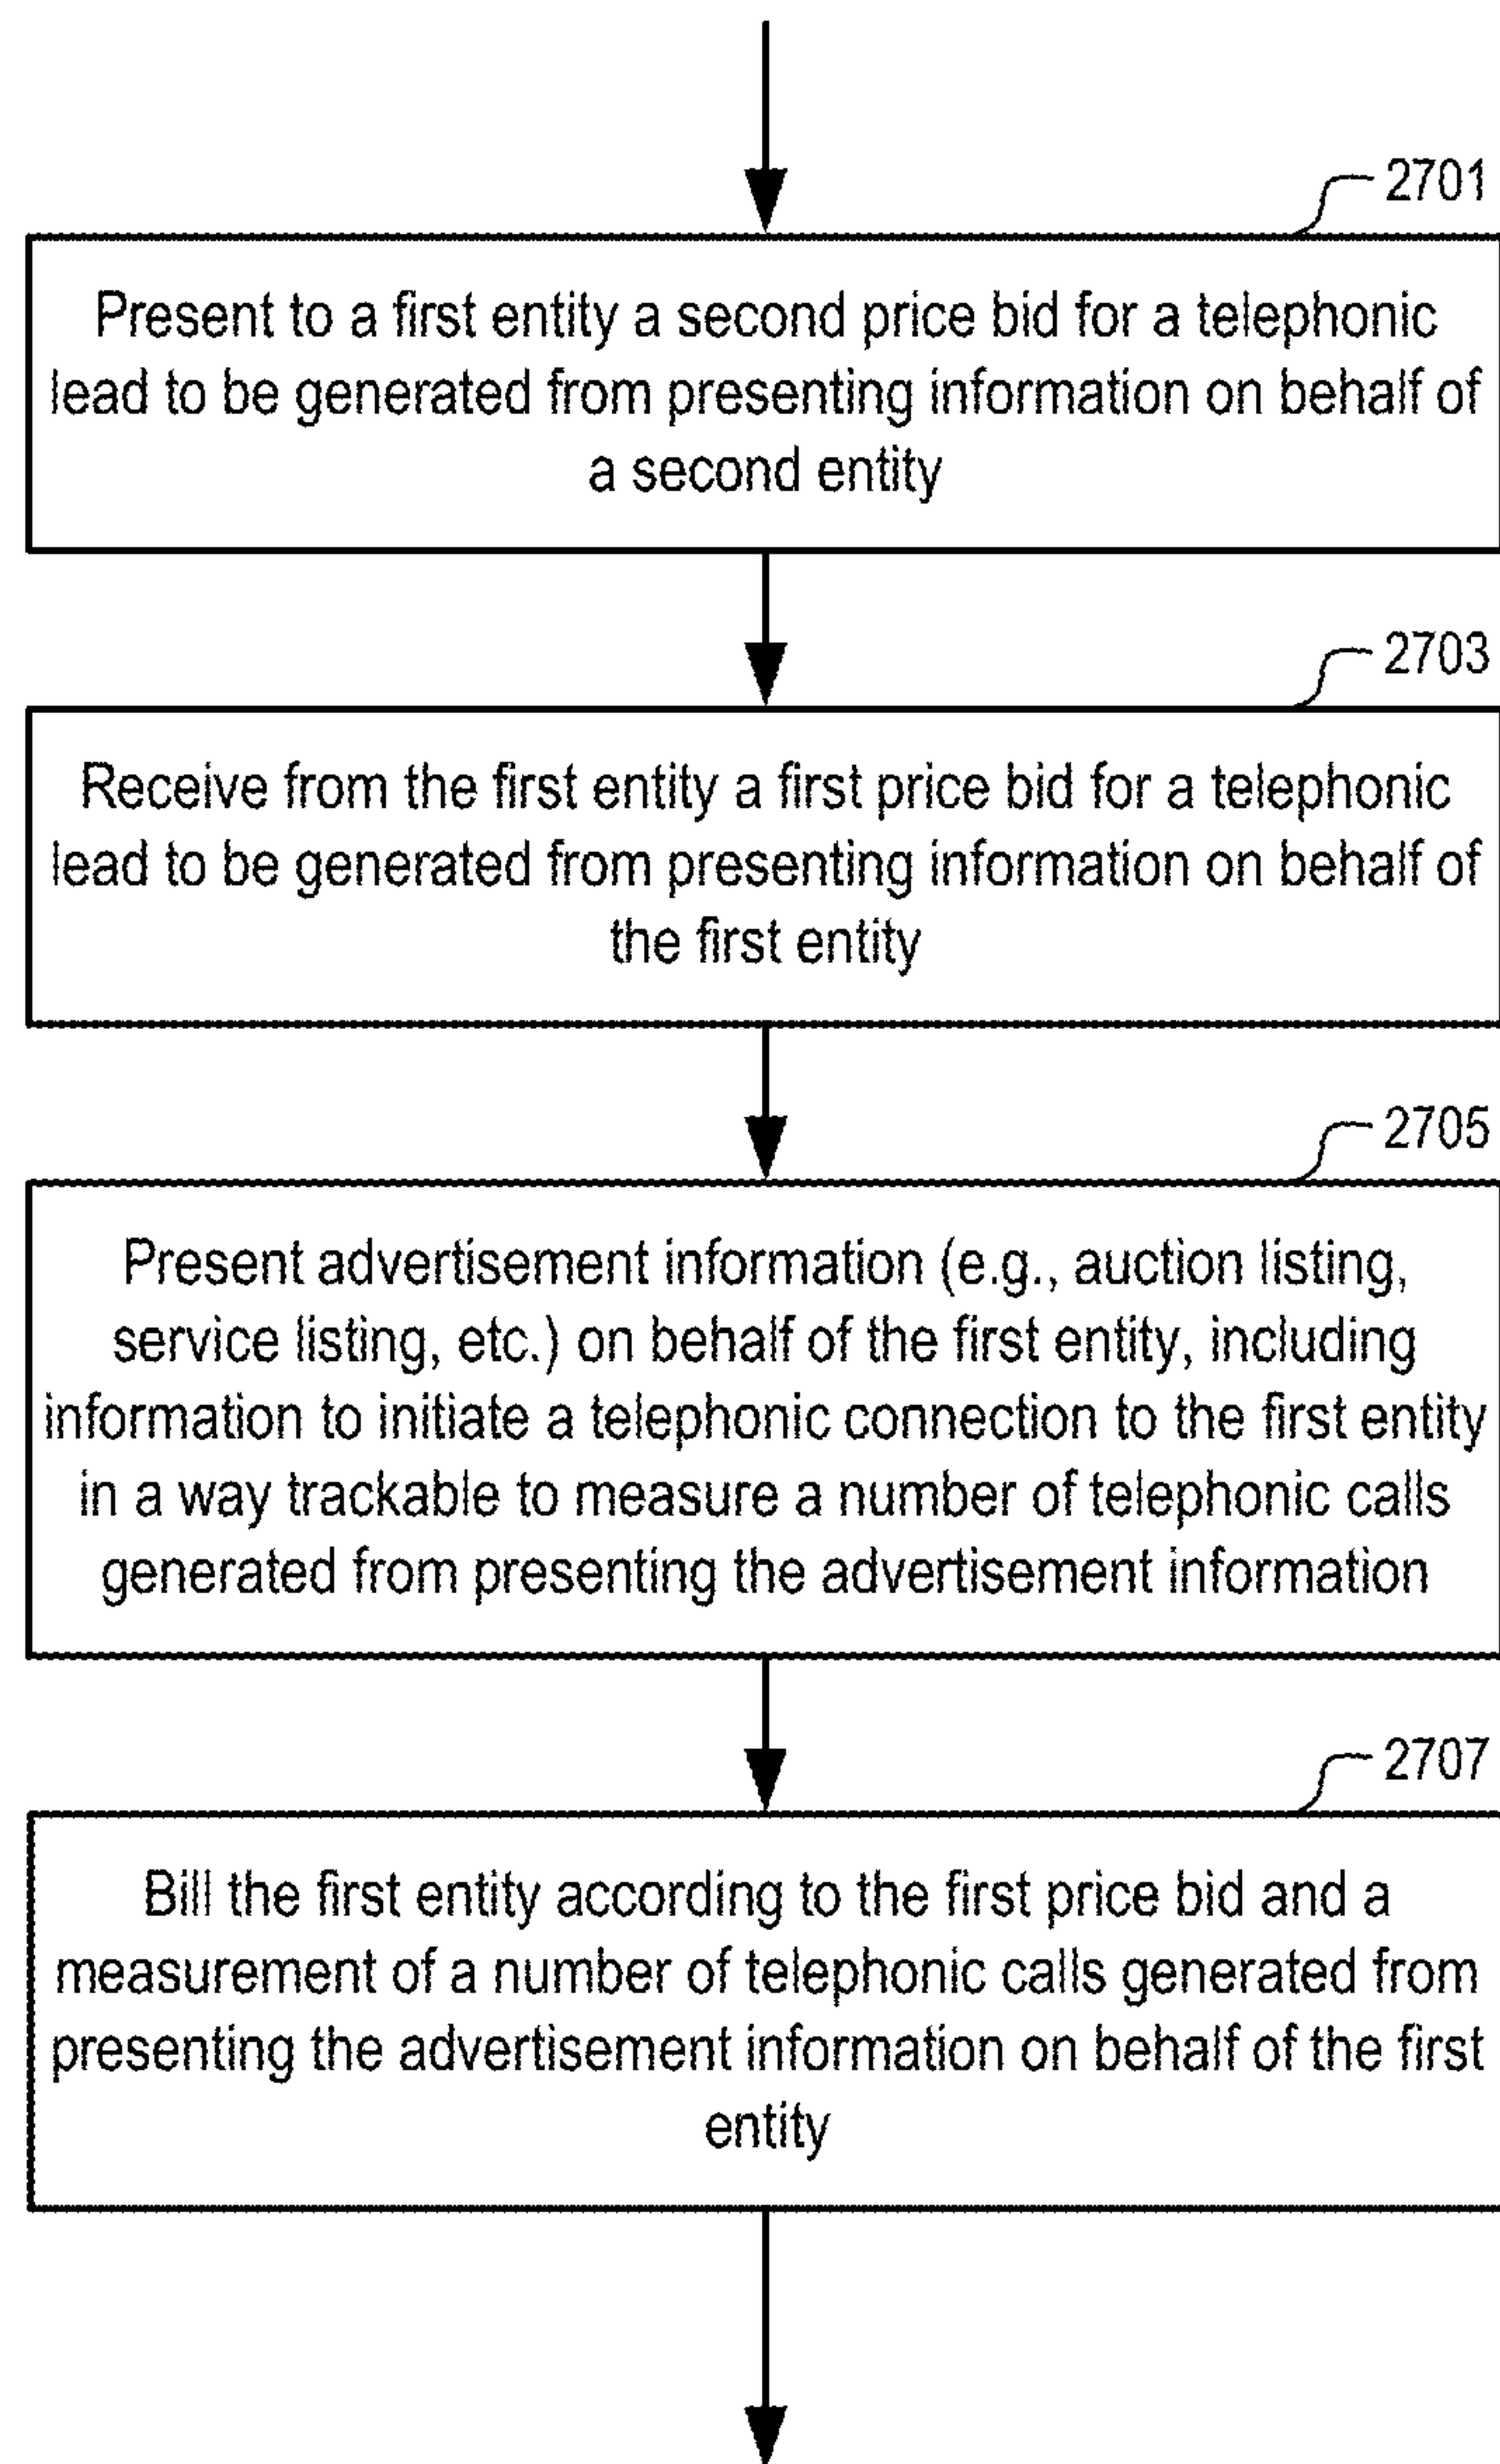 2701
Present to a first entity a second price bid for a telephonic
lead to be generated from presenting information on behalf of
a second entity
2703
Receive from the first entity a first price bid for a telephonic
lead to be generated from presenting information on behalf of
the first entity
2705
Present advertisement information (e.g., auction listing,
service listing, etc.) on behalf of the first entity, including
information to initiate a telephonic connection to the first entity
in a way trackable to measure a number of telephonic calls
generated from presenting the advertisement information
2707
Bill the first entity according to the first price bid and a
measurement of a number of telephonic calls generated from
presenting the advertisement information on behalf of the first
entity